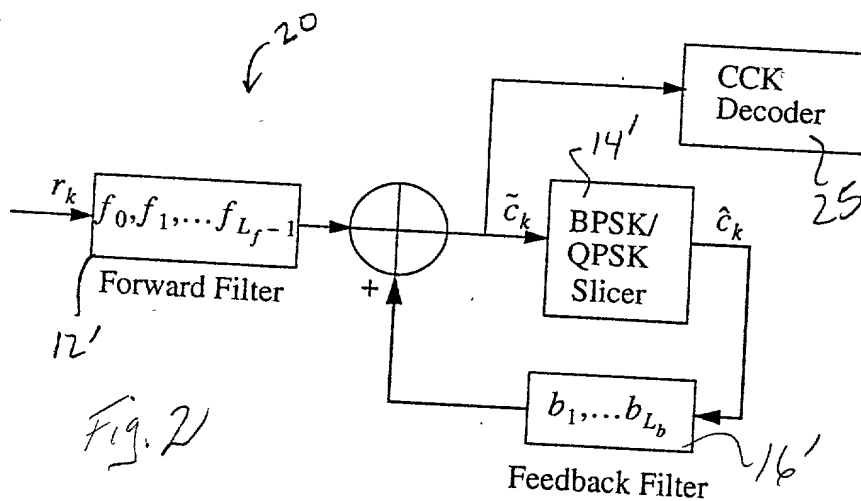 20
CCK
Decoder
25
14'
r_k
f_0, f_1, ... f_{L_f-1}
c̃_k
BPSK/
QPSK
Slicer
ĉ_k
Forward Filter
+
12'
b_1, ... b_{L_b}
16'
Fig. 2
Feedback Filter